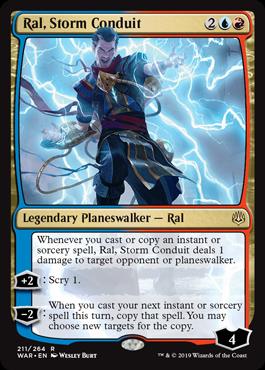 Ral, Storm Conduit 2
Legendary Planeswalker — Ral
Whenever you cast or copy an instant or
sorcery spell, Ral, Storm Conduit deals 1
damage to target opponent or planeswalker.
+2: Scry 1.
−2: When you cast your next instant or sorcery
spell this turn, copy that spell. You may
choose new targets for the copy.
4
211/264 R
WAR • EN WESLEY BURT
™ & © 2019 Wizards of the Coast